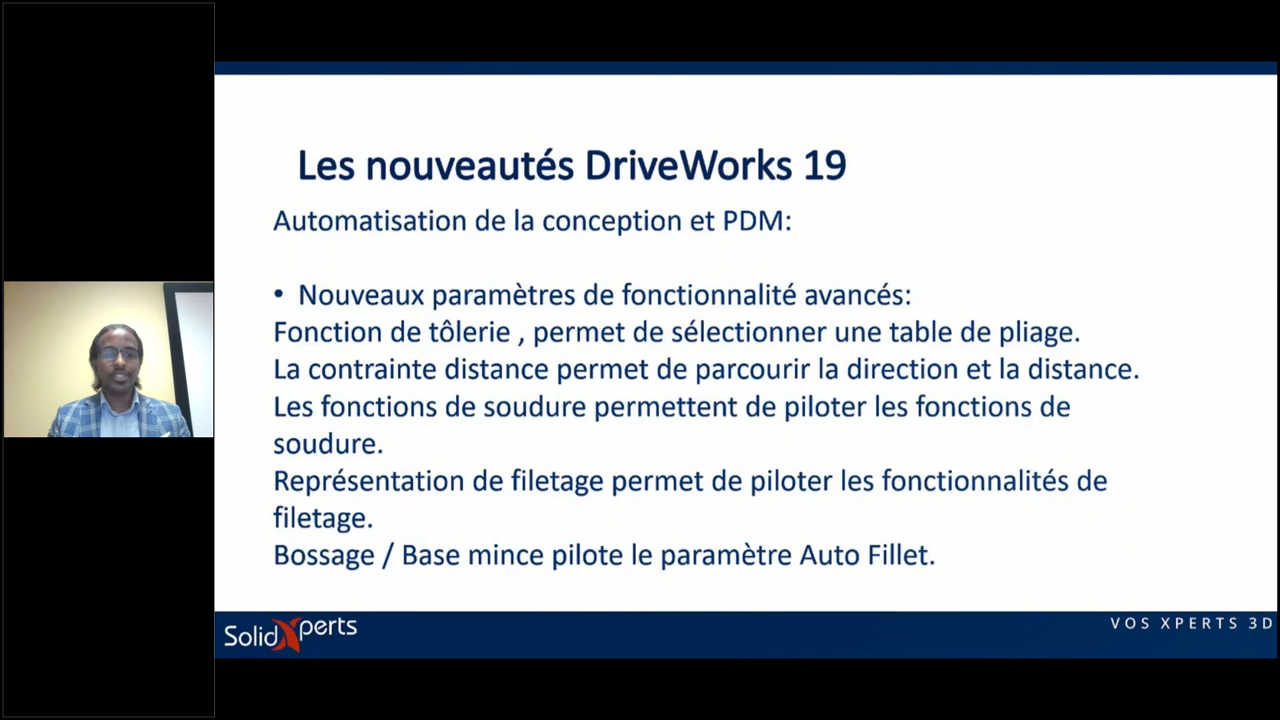 Les nouveautés DriveWorks 19
Automatisation de la conception et PDM:
• Nouveaux paramètres de fonctionnalité avancés:
Fonction de tôlerie , permet de sélectionner une table de pliage.
La contrainte distance permet de parcourir la direction et la distance.
Les fonctions de soudure permettent de piloter les fonctions de
soudure.
Représentation de filetage permet de piloter les fonctionnalités de
filetage.
Bossage / Base mince pilote le paramètre Auto Fillet.
SolidXperts
VOS XPERTS 3D